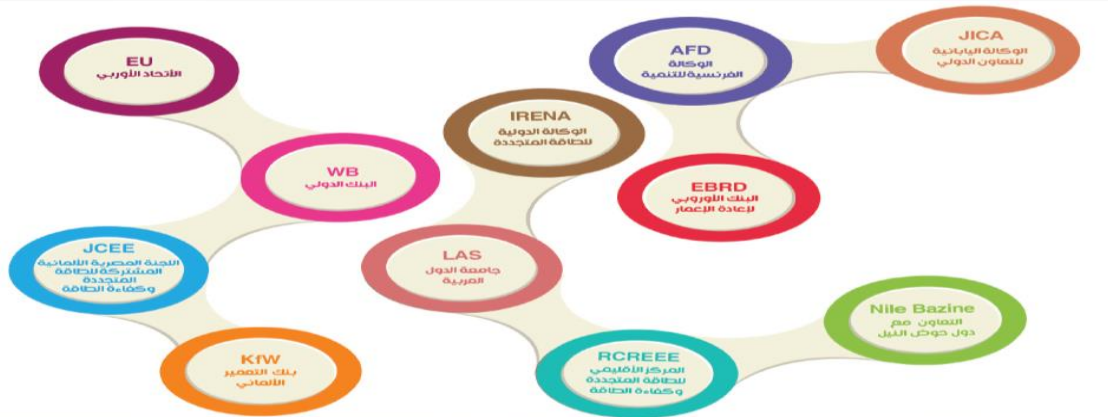 EU
الأتحاد الأوربي
WB
البنك الدولي
JCEE
اللجنة المصرية الألمانية
المشتركة للطاقة
المتجددة
وكفاءة الطاقة
KfW
بنك التعمير
الألماني
IRENA
الوكالة الدولية
للطاقة المتجددة
LAS
جامعة الدول
العربية
RCREEE
المركز الأقليمي
للطاقة المتجددة
وكفاءة الطاقة
Nile Bazine
التعاون مع
دول حوض النيل
AFD
الوكالة
الفرنسية للتنمية
JICA
الوكالة اليابانية
للتعاون الدولي
EBRD
البنك الأوروبي
لإعادة الإعمار